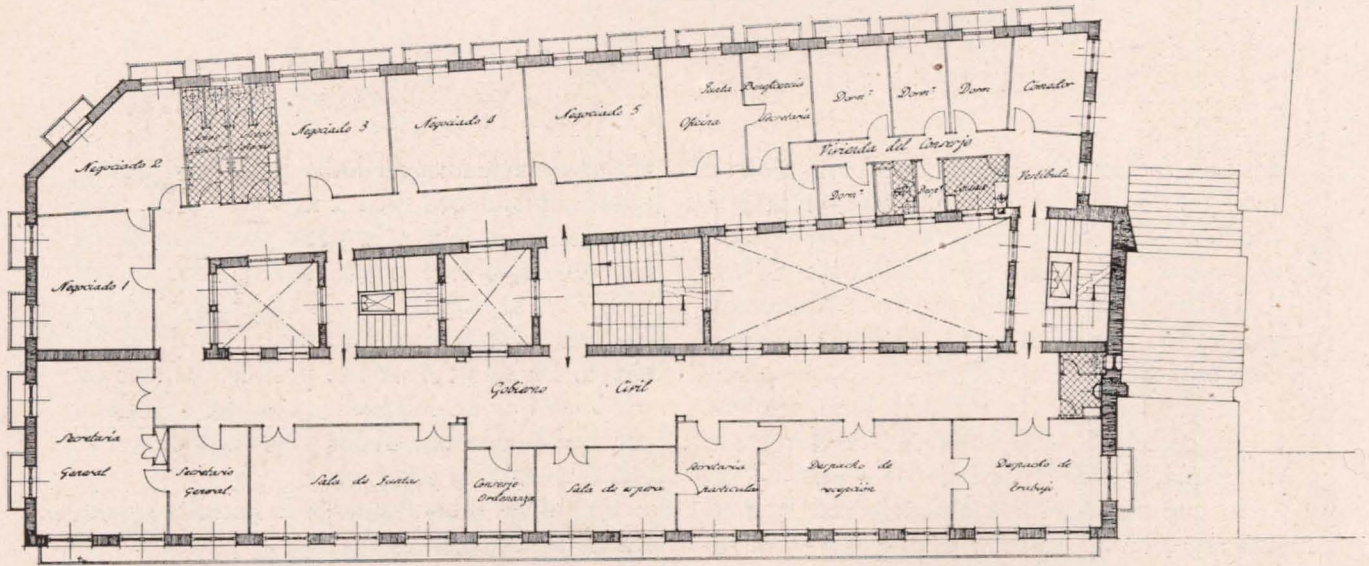 Negociado 2
Negociado 3
Negociado 4
Negociado 5
Junta Beneficencia
Oficina
Secretaría
Dorm.º
Dorm.º
Dorm.
Comedor
Vivienda del Conserje
Dorm.º
Desp.ª
Cocina
Vestíbulo
Negociado 1
Gobierno Civil
Secretaría
General
Secretario
General.
Sala de Juntas
Conserje
Ordenanza
Sala de espera
Secretaría
particular
Despacho de
recepción
Despacho de
trabajo